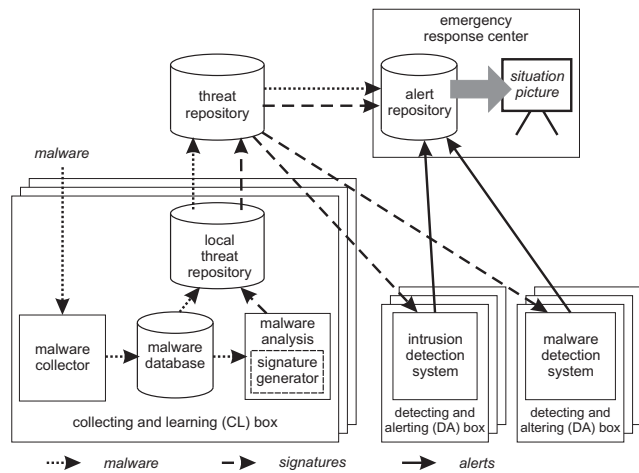 emergency
response center
threat
repository
alert
repository
situation
picture
malware
local
threat
repository
malware
collector
malware
database
malware
analysis
signature
generator
collecting and learning (CL) box
intrusion
detection
system
detecting and
alerting (DA) box
malware
detection
system
detecting and
altering (DA) box
malware
signatures
alerts